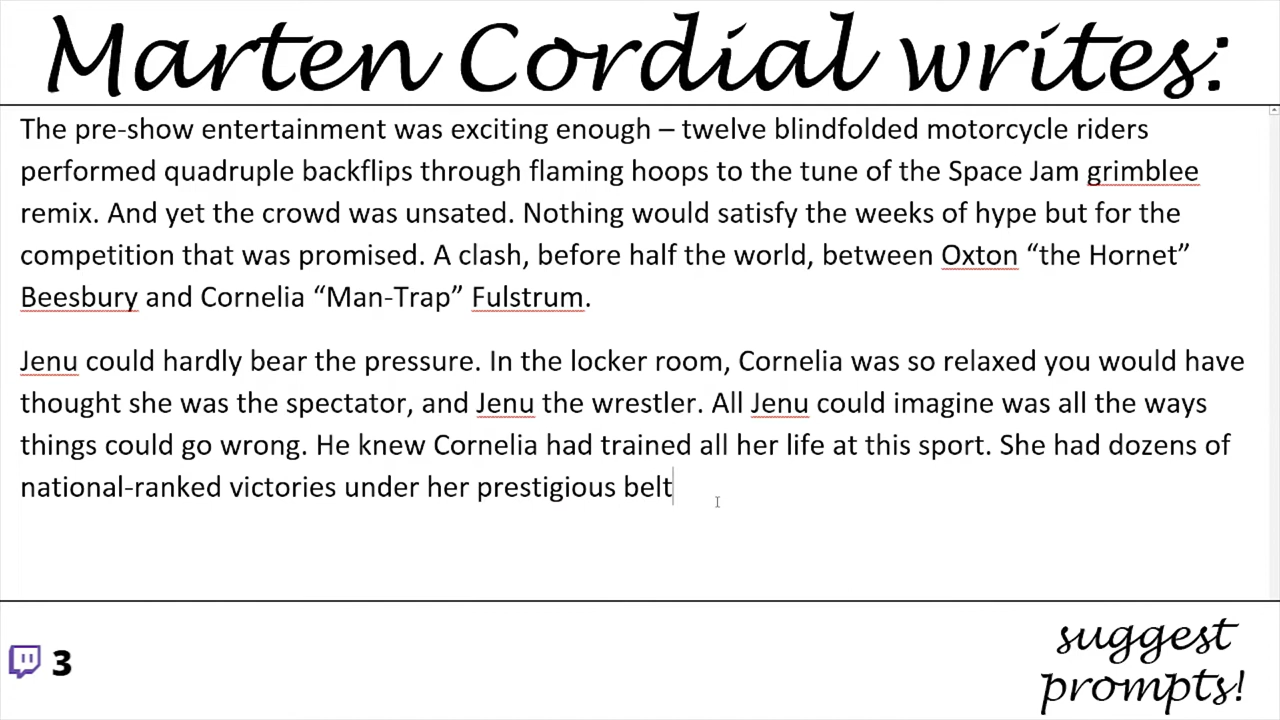 Marten Cordial writes:
The pre-show entertainment was exciting enough – twelve blindfolded motorcycle riders
performed quadruple backflips through flaming hoops to the tune of the Space Jam grimblee
remix. And yet the crowd was unsated. Nothing would satisfy the weeks of hype but for the
competition that was promised. A clash, before half the world, between Oxton “the Hornet”
Beesbury and Cornelia “Man-Trap” Fulstrum.
Jenu could hardly bear the pressure. In the locker room, Cornelia was so relaxed you would have
thought she was the spectator, and Jenu the wrestler. All Jenu could imagine was all the ways
things could go wrong. He knew Cornelia had trained all her life at this sport. She had dozens of
national-ranked victories under her prestigious belt
3
suggest
prompts!